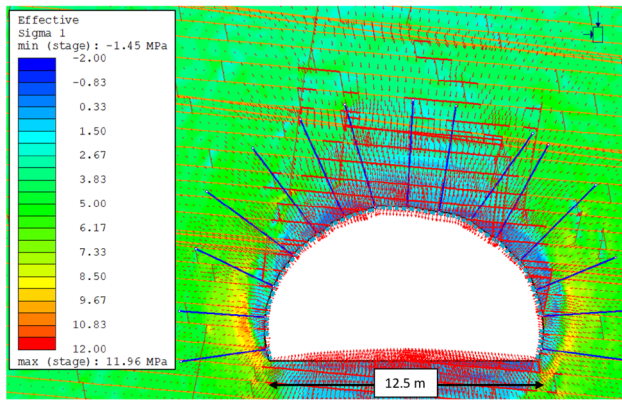 Effective
Sigma 1
min (stage): -1.45 MPa
-2.00
-0.83
0.33
1.50
2.67
3.83
5.00
6.17
7.33
8.50
9.67
10.83
12.00
max (stage): 11.96 MPa
12.5 m